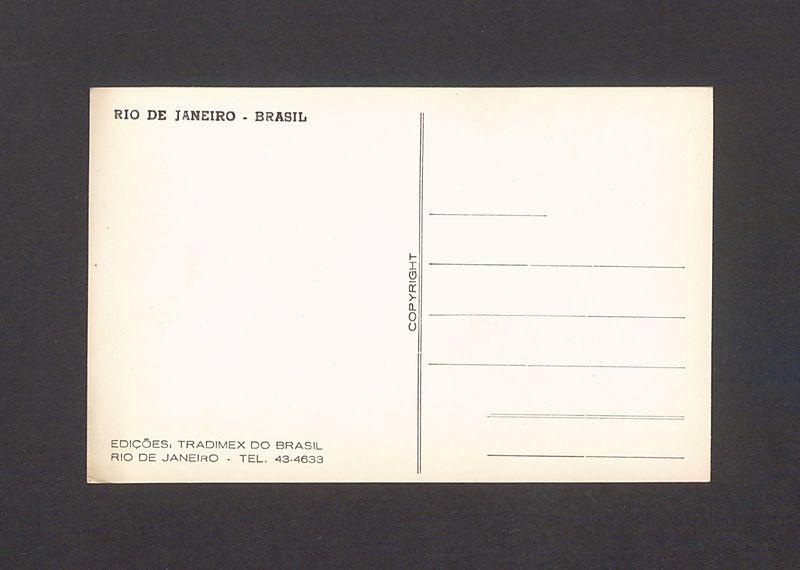 RIO DE JANEIRO - BRASIL
COPYRIGHT
EDIÇÕES: TRADIMEX DO BRASIL
RIO DE JANEIRO - TEL. 43-4633